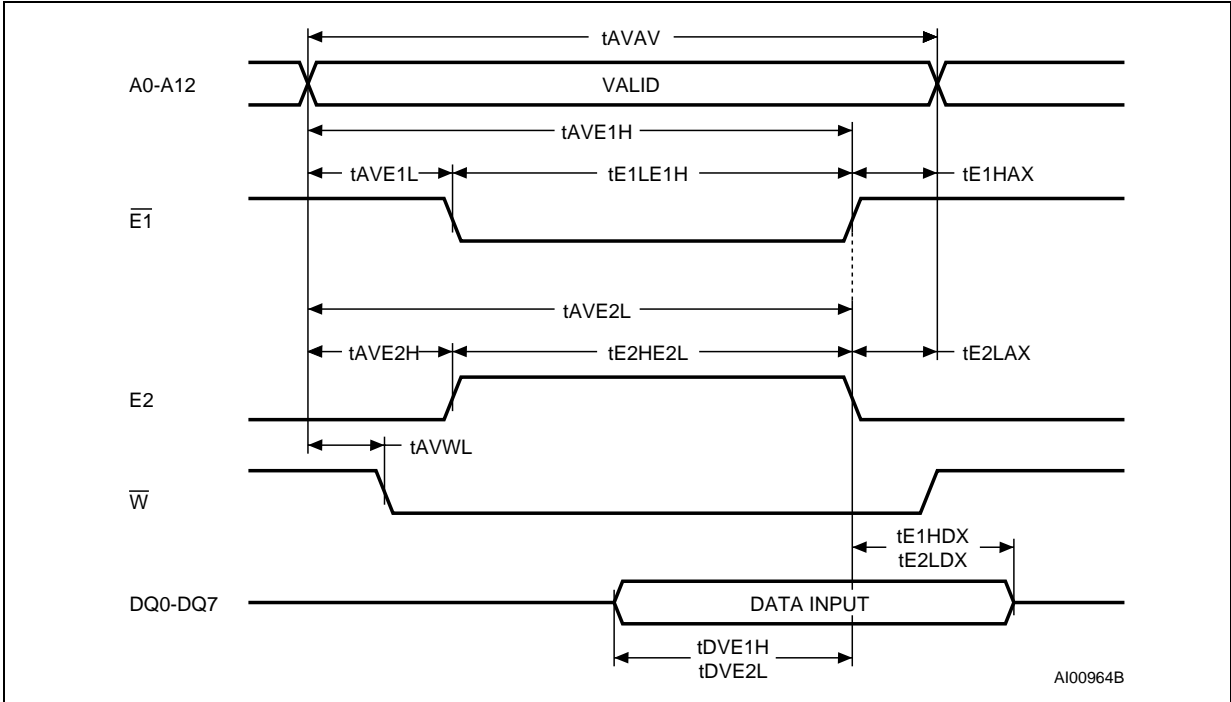 tAVAV
A0-A12
VALID
tAVE1H
tAVE1L
tE1LE1H
tE1HAX
E1
tAVE2L
tAVE2H
tE2HE2L
tE2LAX
E2
tAVWL
W
tE1HDX
tE2LDX
DQ0-DQ7
DATA INPUT
tDVE1H
tDVE2L
AI00964B